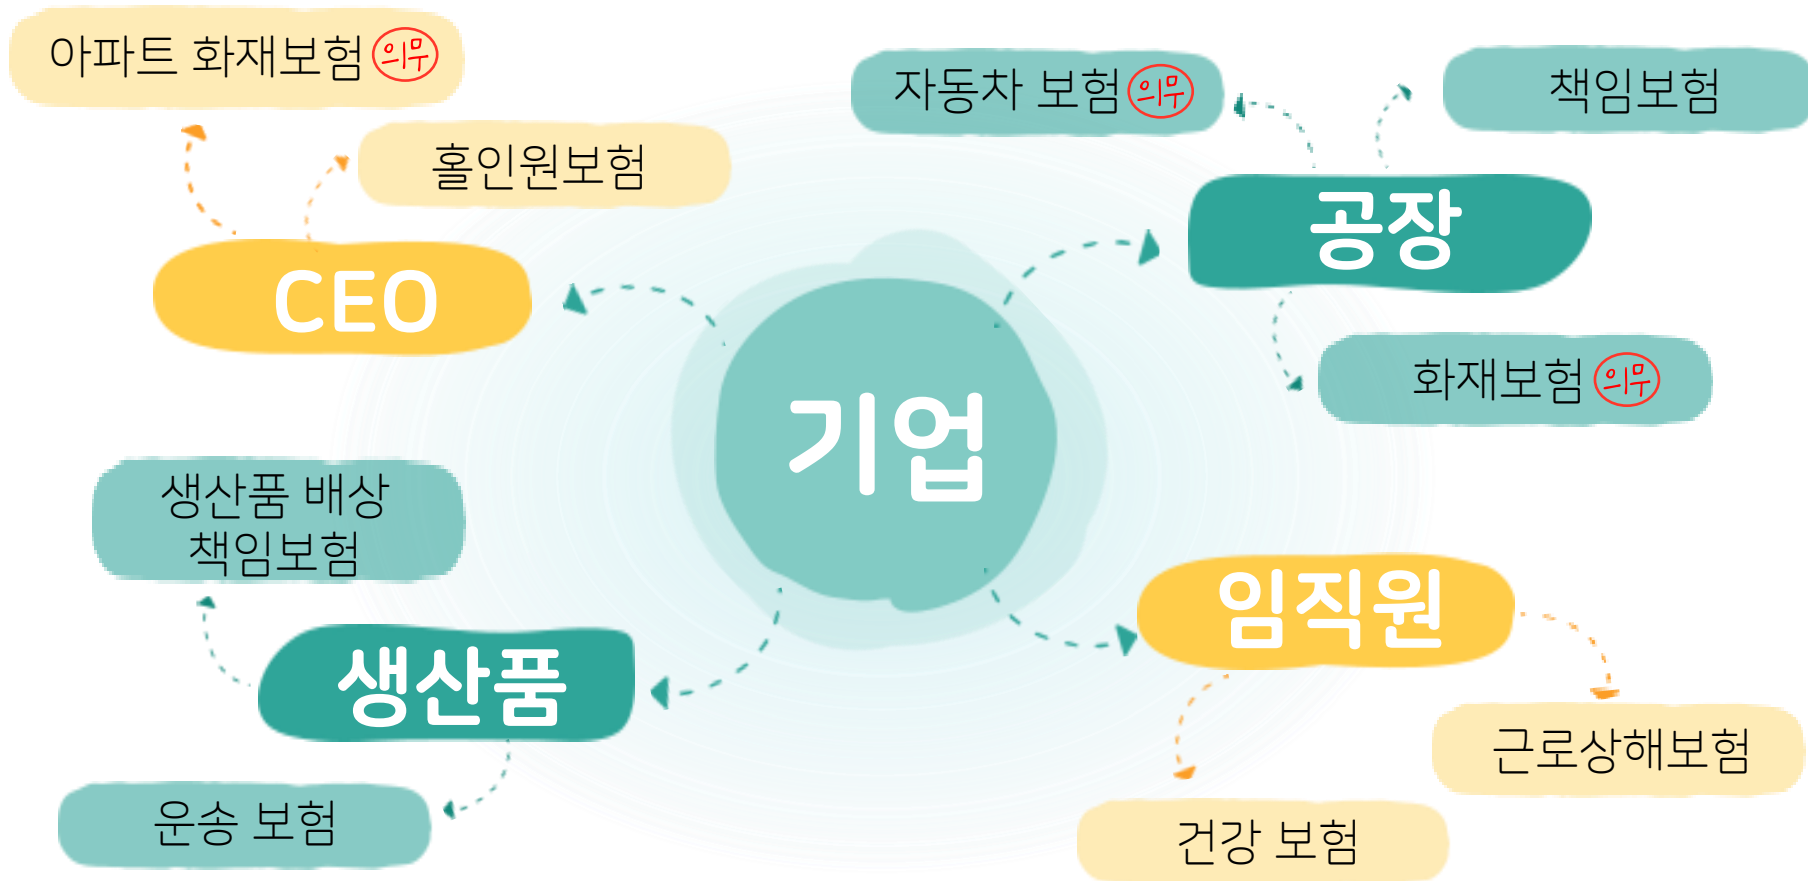 아파트 화재보험 의무
홀인원보험
CEO
자동차 보험 의무
책임보험
공장
화재보험 의무
기업
생산품 배상
책임보험
생산품
운송 보험
임직원
근로상해보험
건강 보험